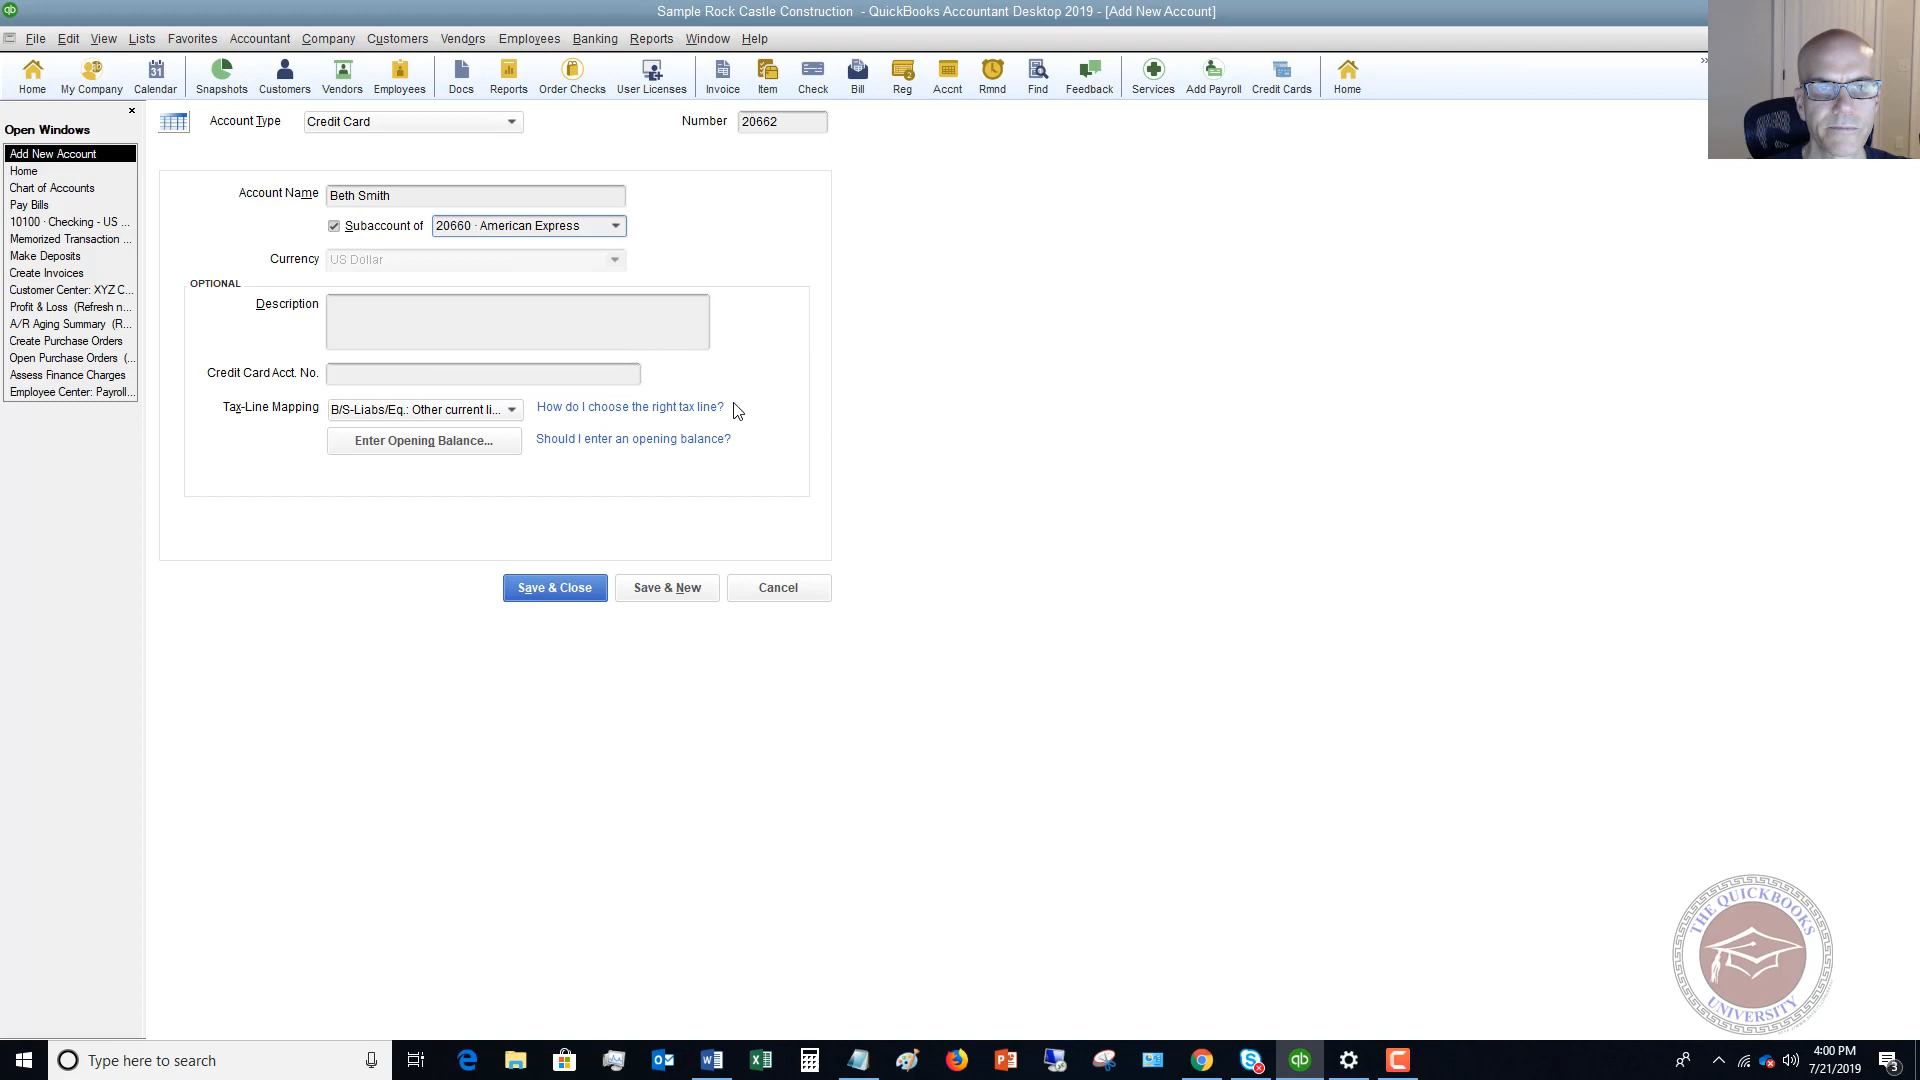 Sample Rock Castle Construction - QuickBooks Accountant Desktop 2019 - [Add New Account]
File Edit View Lists Favorites Accountant Company Customers Vendors Employees Banking Reports Window Help
31
Home My Company Calendar Snapshots Customers Vendors Employees Docs Reports Order Checks User Licenses Invoice Item Check Bill Reg Accnt Rmnd Find Feedback Services Add Payroll Credit Cards Home
Open Windows
Add New Account
Home
Chart of Accounts
Pay Bills
10100 · Checking - US ...
Memorized Transaction ...
Make Deposits
Create Invoices
Customer Center: XYZ C...
Profit & Loss (Refresh n...
A/R Aging Summary (R...
Create Purchase Orders
Open Purchase Orders (...
Assess Finance Charges
Employee Center: Payroll...
Account Type Credit Card Number 20662
Account Name Beth Smith
Subaccount of 20660 · American Express
Currency US Dollar
OPTIONAL
Description
Credit Card Acct. No.
Tax-Line Mapping B/S-Liabs/Eq.: Other current li... How do I choose the right tax line?
Enter Opening Balance... Should I enter an opening balance?
Save & Close Save & New Cancel
THE QUICKBOOKS
UNIVERSITY
Type here to search
4:00 PM
7/21/2019
3